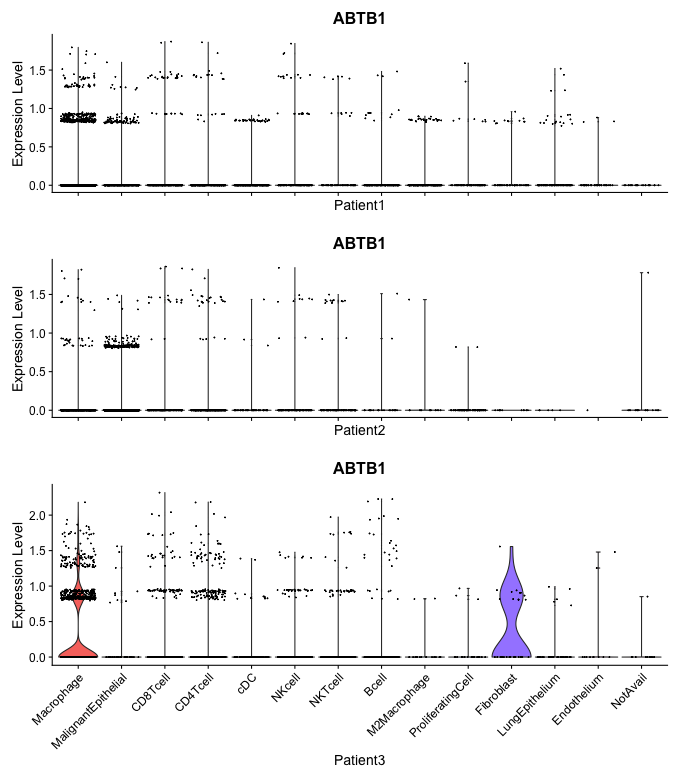 ABTB1
Expression Level
1.5
1.0
0.5
0.0
Patient1
ABTB1
Expression Level
1.5
1.0
0.5
0.0
Patient2
ABTB1
Expression Level
2.0
1.5
1.0
0.5
0.0
Macrophage
MalignantEpithelial
CD8Tcell
CD4Tcell
cDC
NKcell
NKTcell
Bcell
M2Macrophage
ProliferatingCell
Fibroblast
LungEpithelium
Endothelium
NotAvail
Patient3